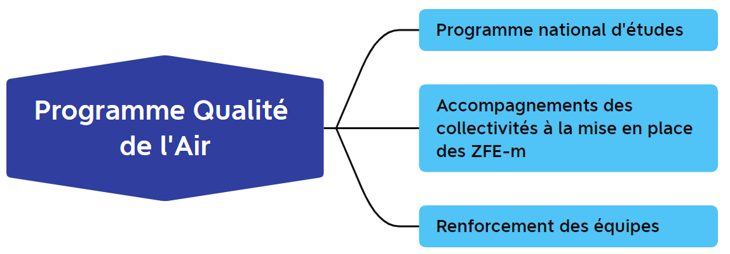 Programme Qualité
de l'Air
Programme national d'études
Accompagnements des
collectivités à la mise en place
des ZFE-m
Renforcement des équipes